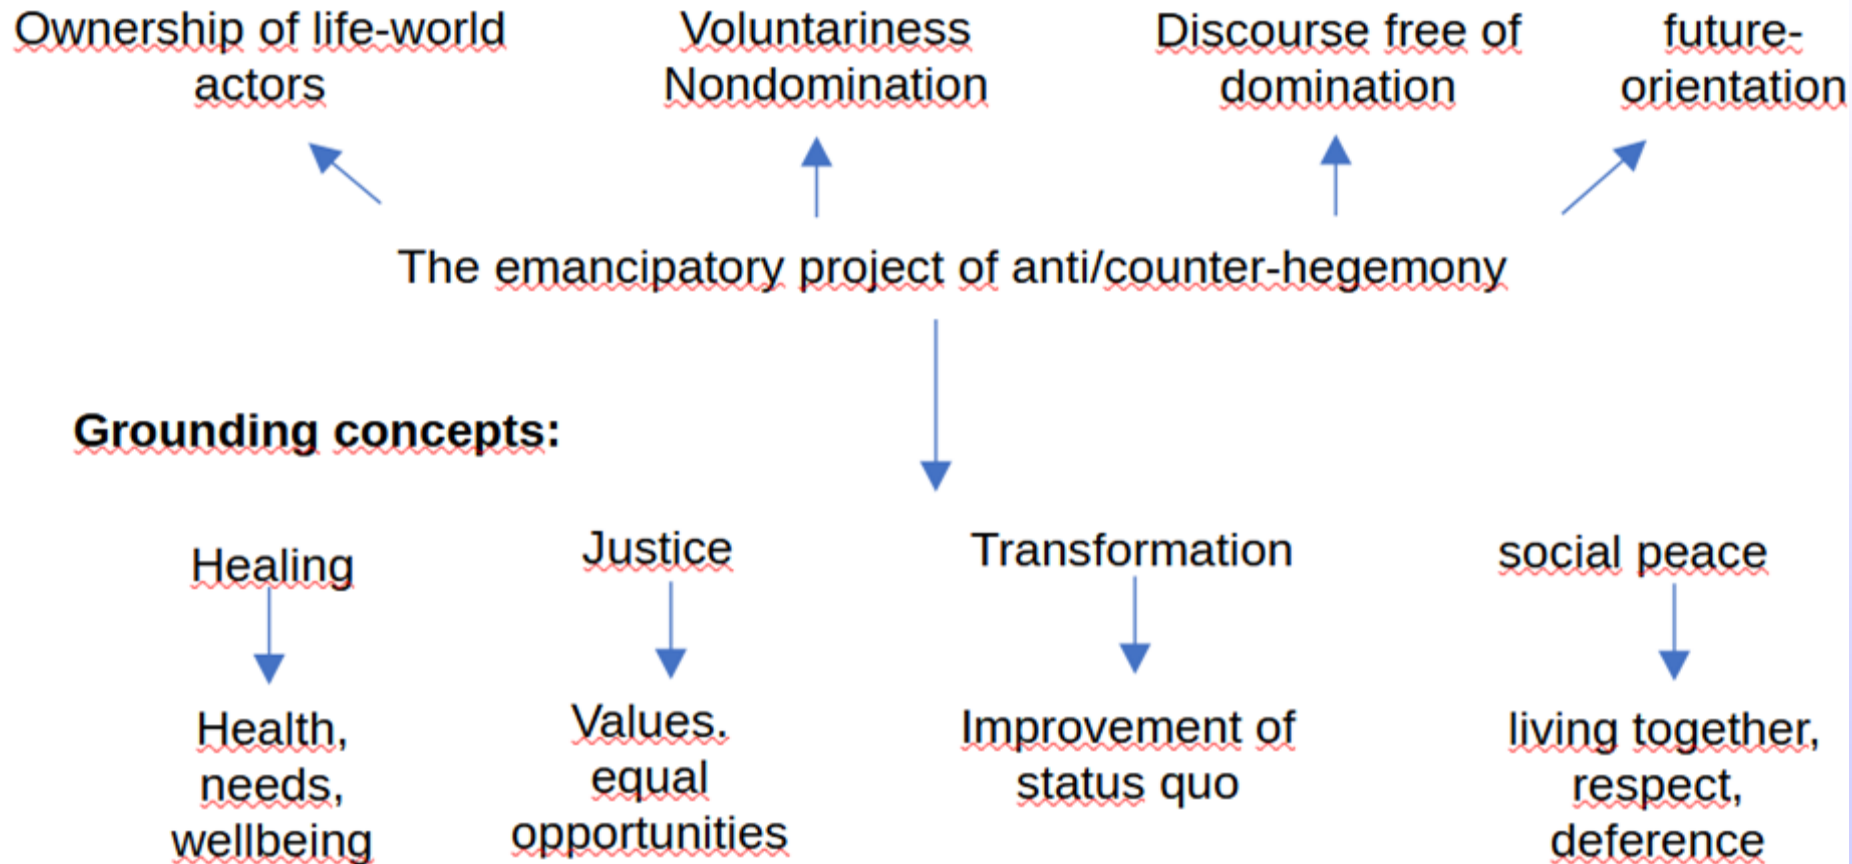 Ownership of life-world
actors
Voluntariness
Nondomination
Discourse free of
domination
future-
orientation
The emancipatory project of anti/counter-hegemony
Grounding concepts:
Healing
Justice
Transformation
social peace
Health,
needs,
wellbeing
Values.
equal
opportunities
Improvement of
status quo
living together,
respect,
deference